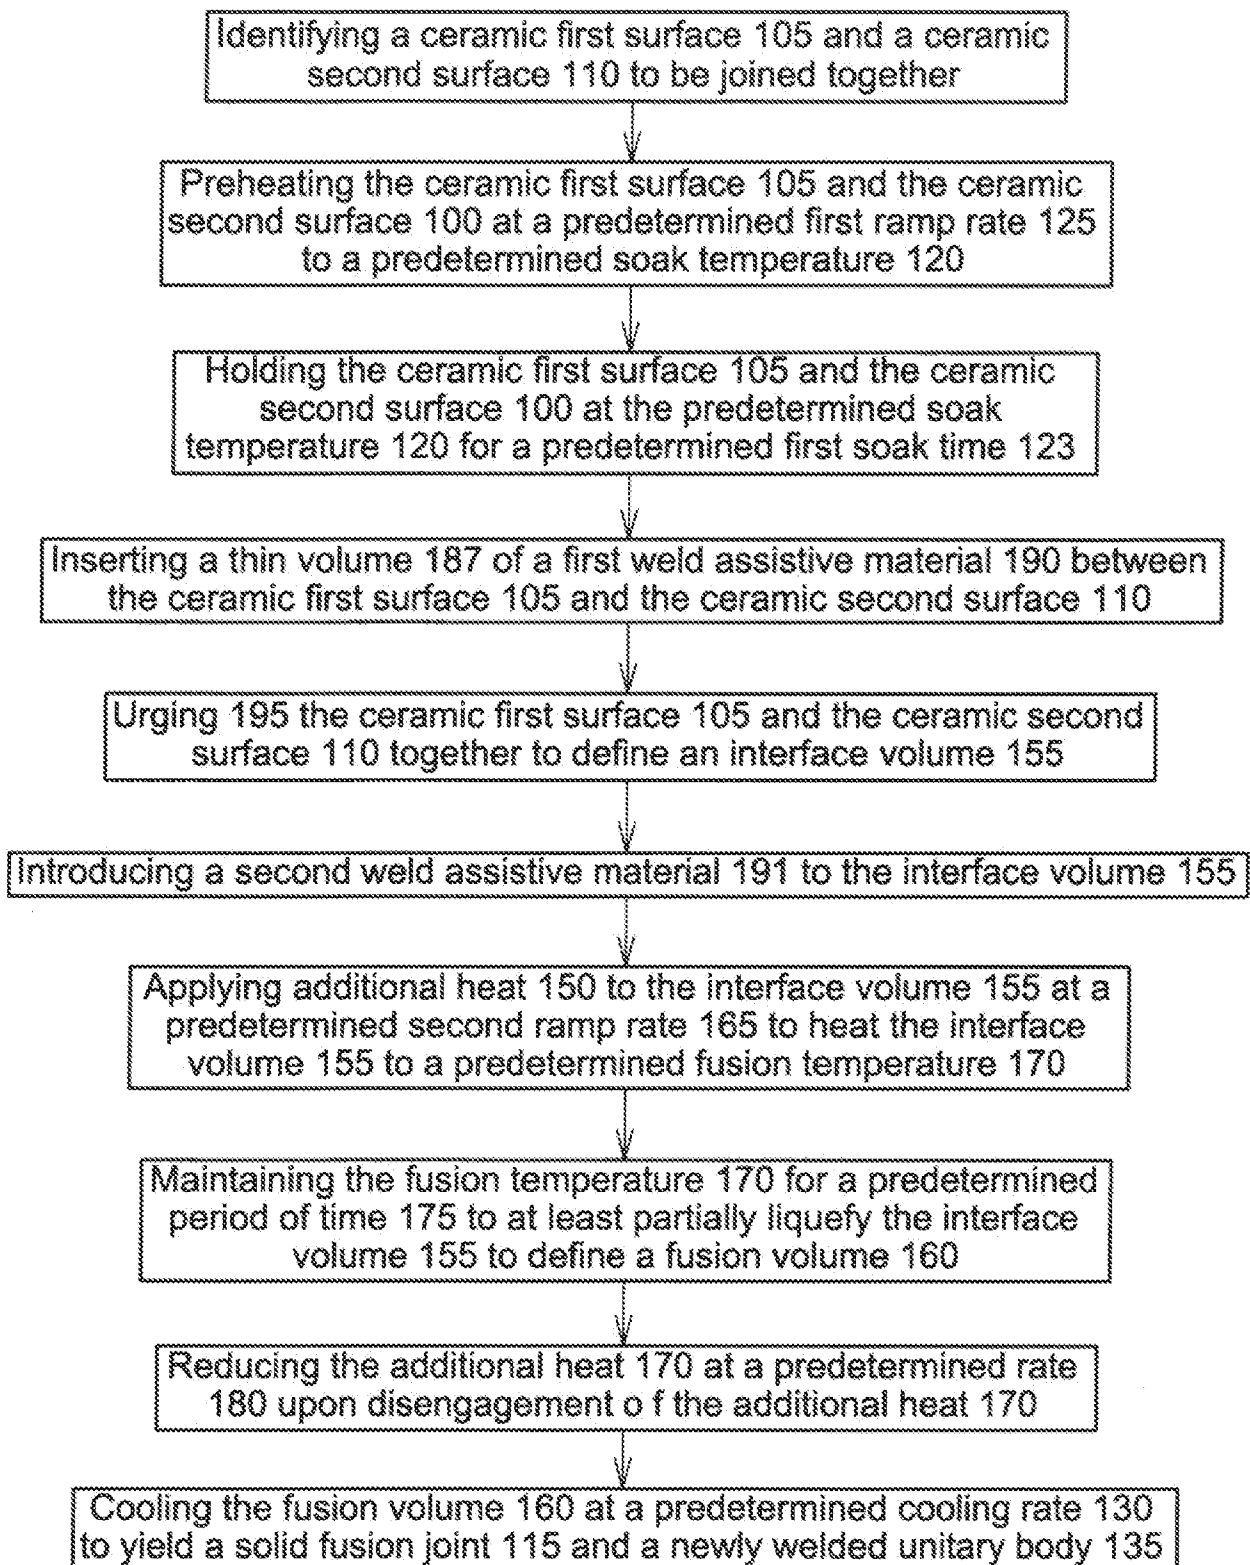 Identifying a ceramic first surface 105 and a ceramic
second surface 110 to be joined together
Preheating the ceramic first surface 105 and the ceramic
second surface 100 at a predetermined first ramp rate 125
to a predetermined soak temperature 120
Holding the ceramic first surface 105 and the ceramic
second surface 100 at the predetermined soak
temperature 120 for a predetermined first soak time 123
Inserting a thin volume 187 of a first weld assistive material 190 between
the ceramic first surface 105 and the ceramic second surface 110
Urging 195 the ceramic first surface 105 and the ceramic second
surface 110 together to define an interface volume 155
Introducing a second weld assistive material 191 to the interface volume 155
Applying additional heat 150 to the interface volume 155 at a
predetermined second ramp rate 165 to heat the interface
volume 155 to a predetermined fusion temperature 170
Maintaining the fusion temperature 170 for a predetermined
period of time 175 to at least partially liquefy the interface
volume 155 to define a fusion volume 160
Reducing the additional heat 170 at a predetermined rate
180 upon disengagement o f the additional heat 170
Cooling the fusion volume 160 at a predetermined cooling rate 130
to yield a solid fusion joint 115 and a newly welded unitary body 135